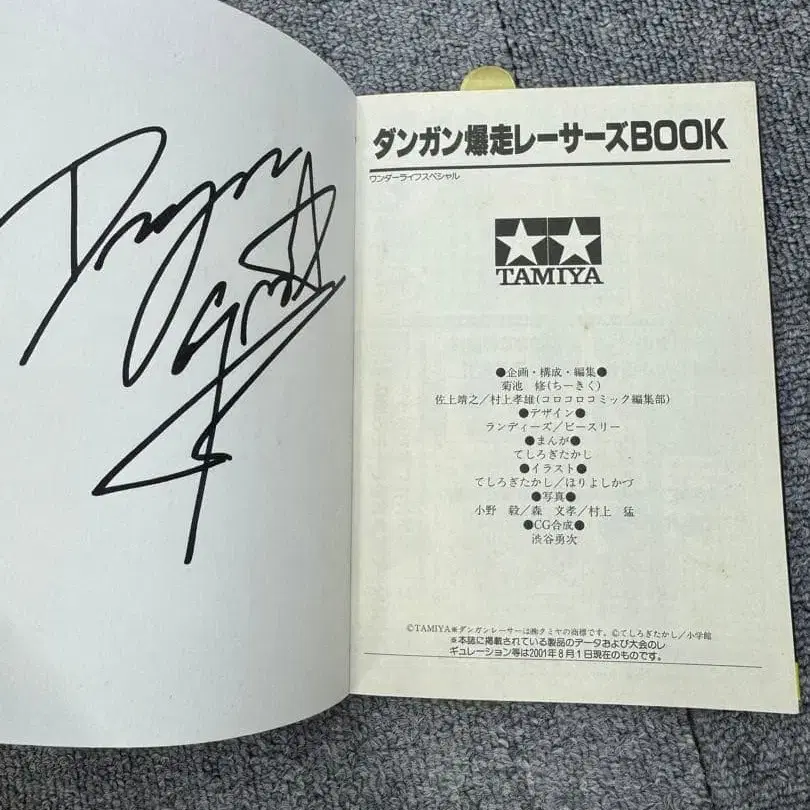 ダンガン爆走レーサーズBOOK
ワンダーライフスペシャル
TAMIYA
●企画・構成・編集●
菊池　修(ちーきく)
佐上靖之／村上孝雄(コロコロコミック編集部)
●デザイン●
ランディーズ／ビースリー
●まんが●
てしろぎたかし
●イラスト●
てしろぎたかし／ほりよしかづ
●写真●
小野　毅／森　文孝／村上　猛
●CG合成●
渋谷勇次
©TAMIYA※ダンガンレーサーは㈱タミヤの商標です。©てしろぎたかし／小学館
※本誌に掲載されている製品のデータおよび大会のレ
ギュレーション等は2001年8月1日現在のものです。